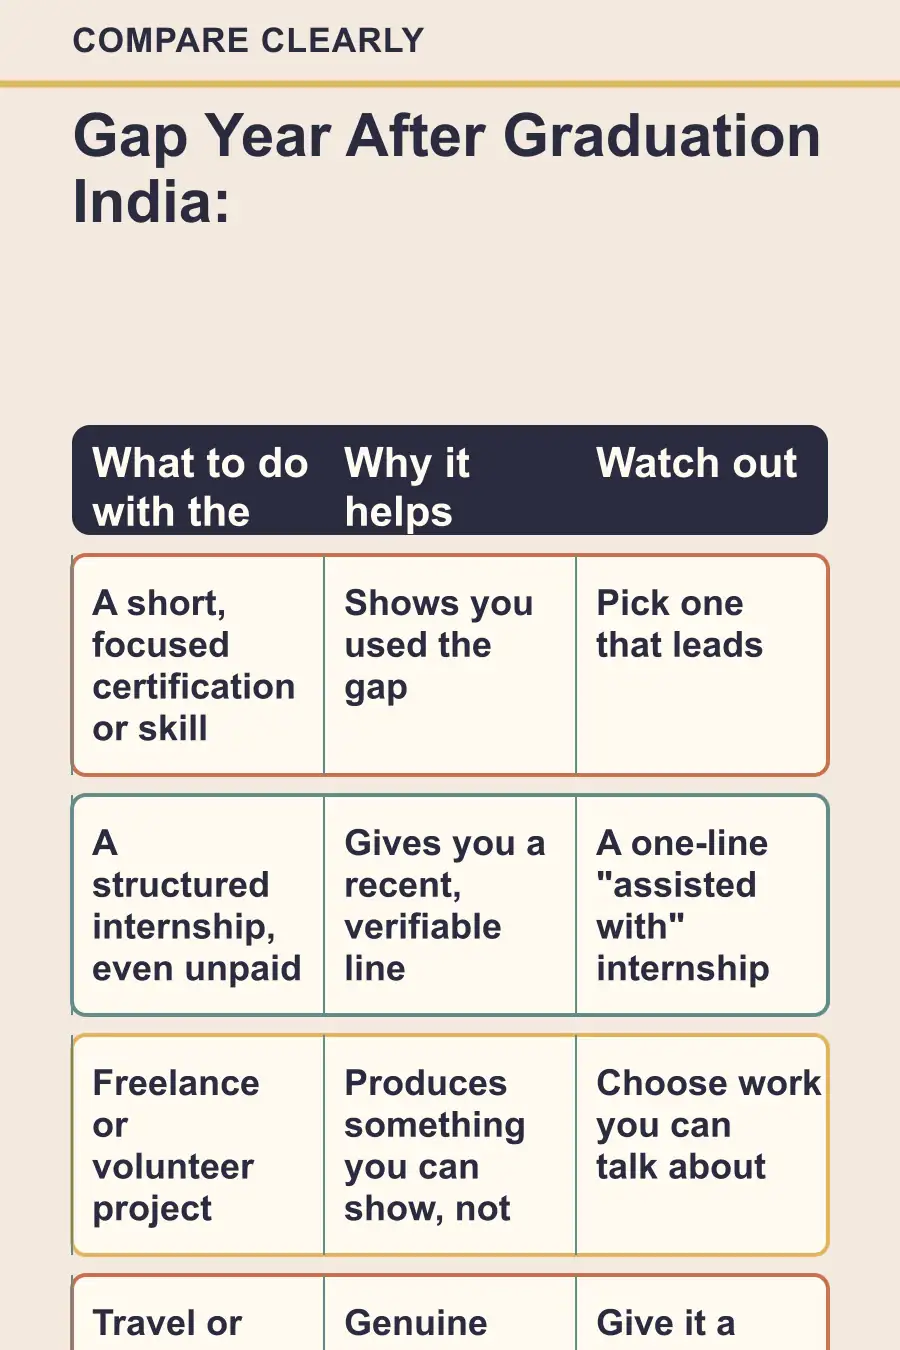 COMPARE CLEARLY
Gap Year After Graduation
India:
What to do
with the
Why it
helps
Watch out
A short,
focused
certification
or skill
Shows you
used the
gap
Pick one
that leads
A
structured
internship,
even unpaid
Gives you a
recent,
verifiable
line
A one-line
"assisted
with"
internship
Freelance
or
volunteer
project
Produces
something
you can
show, not
Choose work
you can
talk about
Travel or
Genuine
Give it a